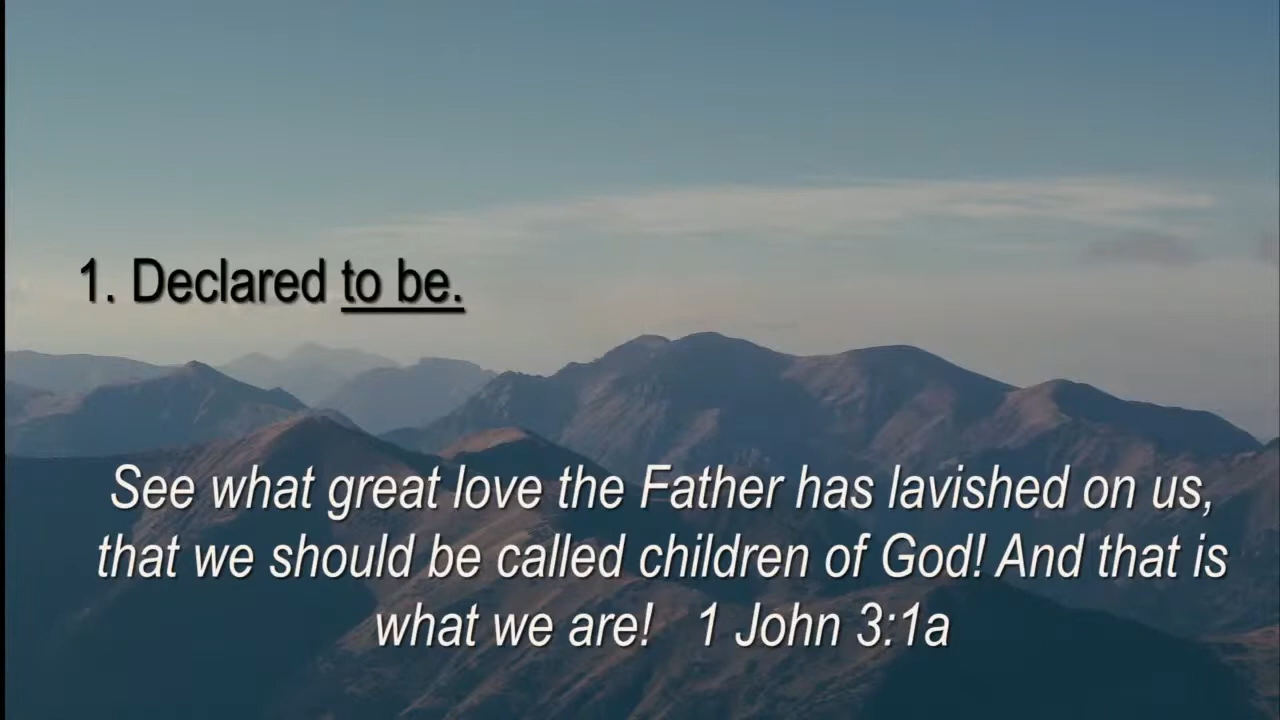 1. Declared to be.
See what great love the Father has lavished on us,
that we should be called children of God! And that is
what we are! 1 John 3:1a